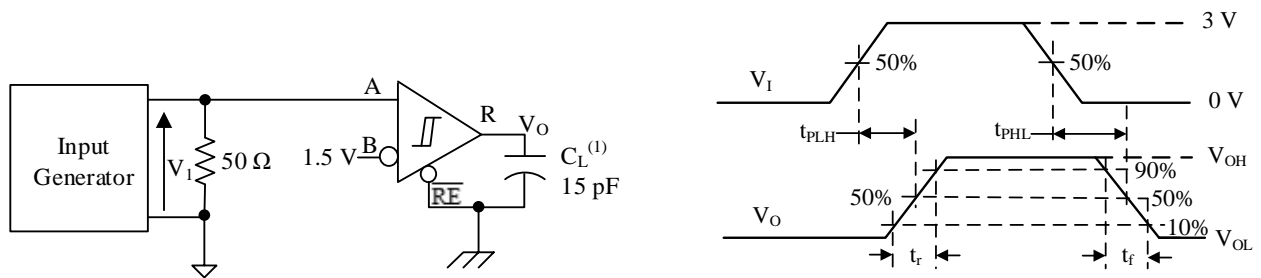 Input
Generator
V1
50 Ω
A
B
1.5 V
R
VO
RE
CL(1)
15 pF
3 V
50%
50%
VI
0 V
tPLH
tPHL
VOH
90%
50%
50%
VO
10%
VOL
tr
tf